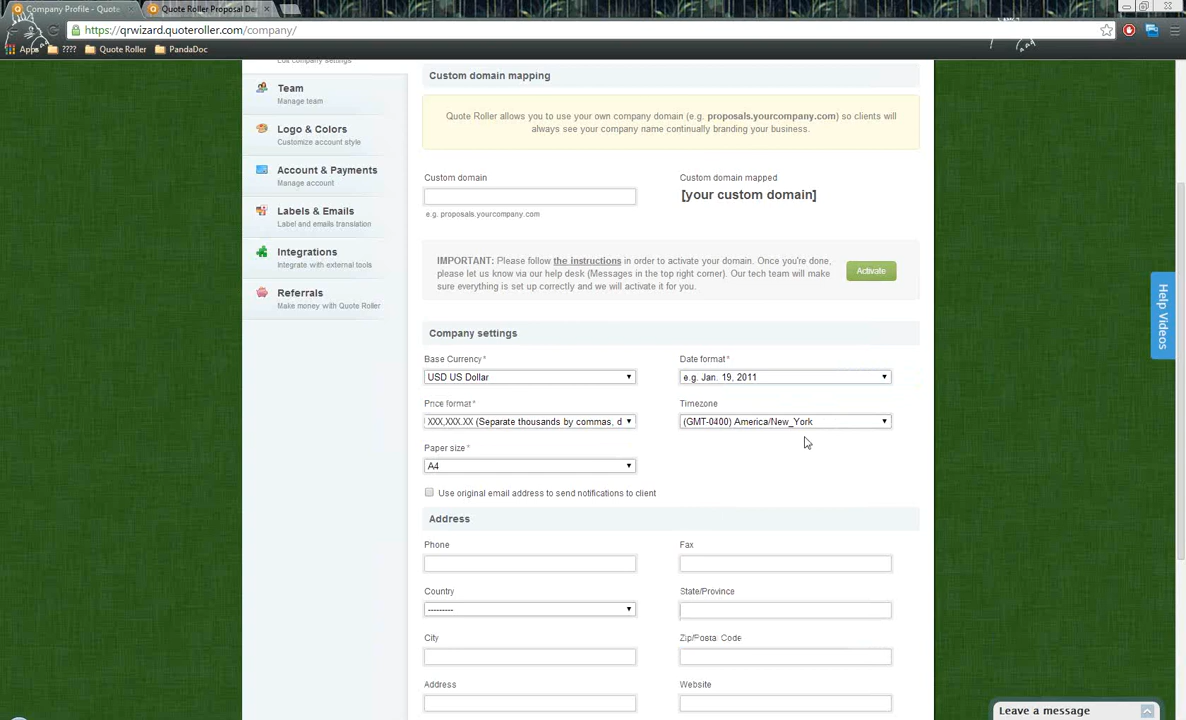 Company Profile - Quote
Quote Roller Proposal De
https://qrwizard.quoteroller.com/company/
Apps
????
Quote Roller
PandaDoc
Edit company settings
Team
Manage team
Logo & Colors
Customize account style
Account & Payments
Manage account
Labels & Emails
Label and emails translation
Integrations
Integrate with external tools
Referrals
Make money with Quote Roller
Custom domain mapping
Quote Roller allows you to use your own company domain (e.g. proposals.yourcompany.com) so clients will
always see your company name continually branding your business.
Custom domain
Custom domain mapped
[your custom domain]
e.g. proposals.yourcompany.com
IMPORTANT: Please follow the instructions in order to activate your domain. Once you're done,
please let us know via our help desk (Messages in the top right corner). Our tech team will make
sure everything is set up correctly and we will activate it for you.
Activate
Company settings
Base Currency*
Date format*
USD US Dollar
e.g. Jan. 19, 2011
Price format*
Timezone
XXX,XXX.XX (Separate thousands by commas, d
(GMT-0400) America/New_York
Paper size*
A4
Use original email address to send notifications to client
Address
Phone
Fax
Country
State/Province
---------
City
Zip/Posta Code
Address
Website
Help Videos
Leave a message